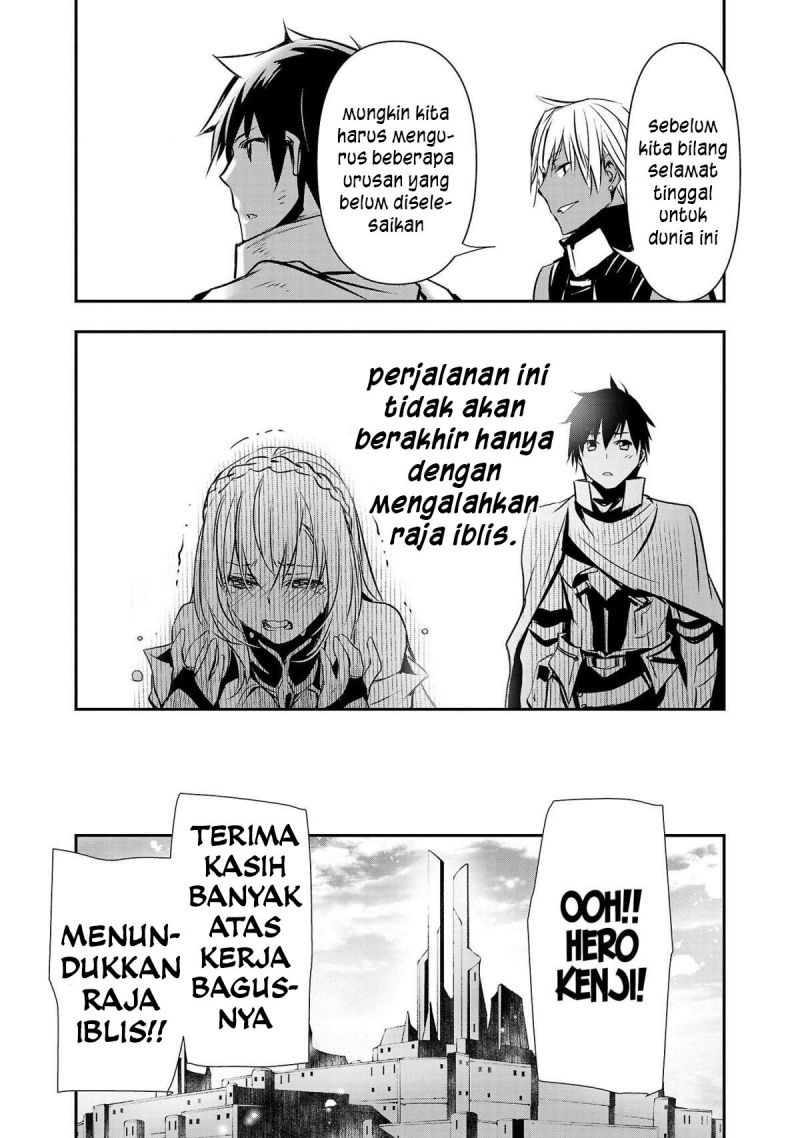 sebelum
kita bilang
selamat
tinggal
untuk
dunia ini
mungkin kita
harus mengu-
rus beberapa
urusan yang
belum disele-
saikan
perjalanan ini
tidak akan
berakhir hanya
dengan
mengalahkan
raja iblis.
OOH!!
HERO
KENJI!
TERIMA
KASIH
BANYAK
ATAS
KERJA
BAGUS-
NYA
MENUN-
DUKKAN
RAJA
IBLIS!!